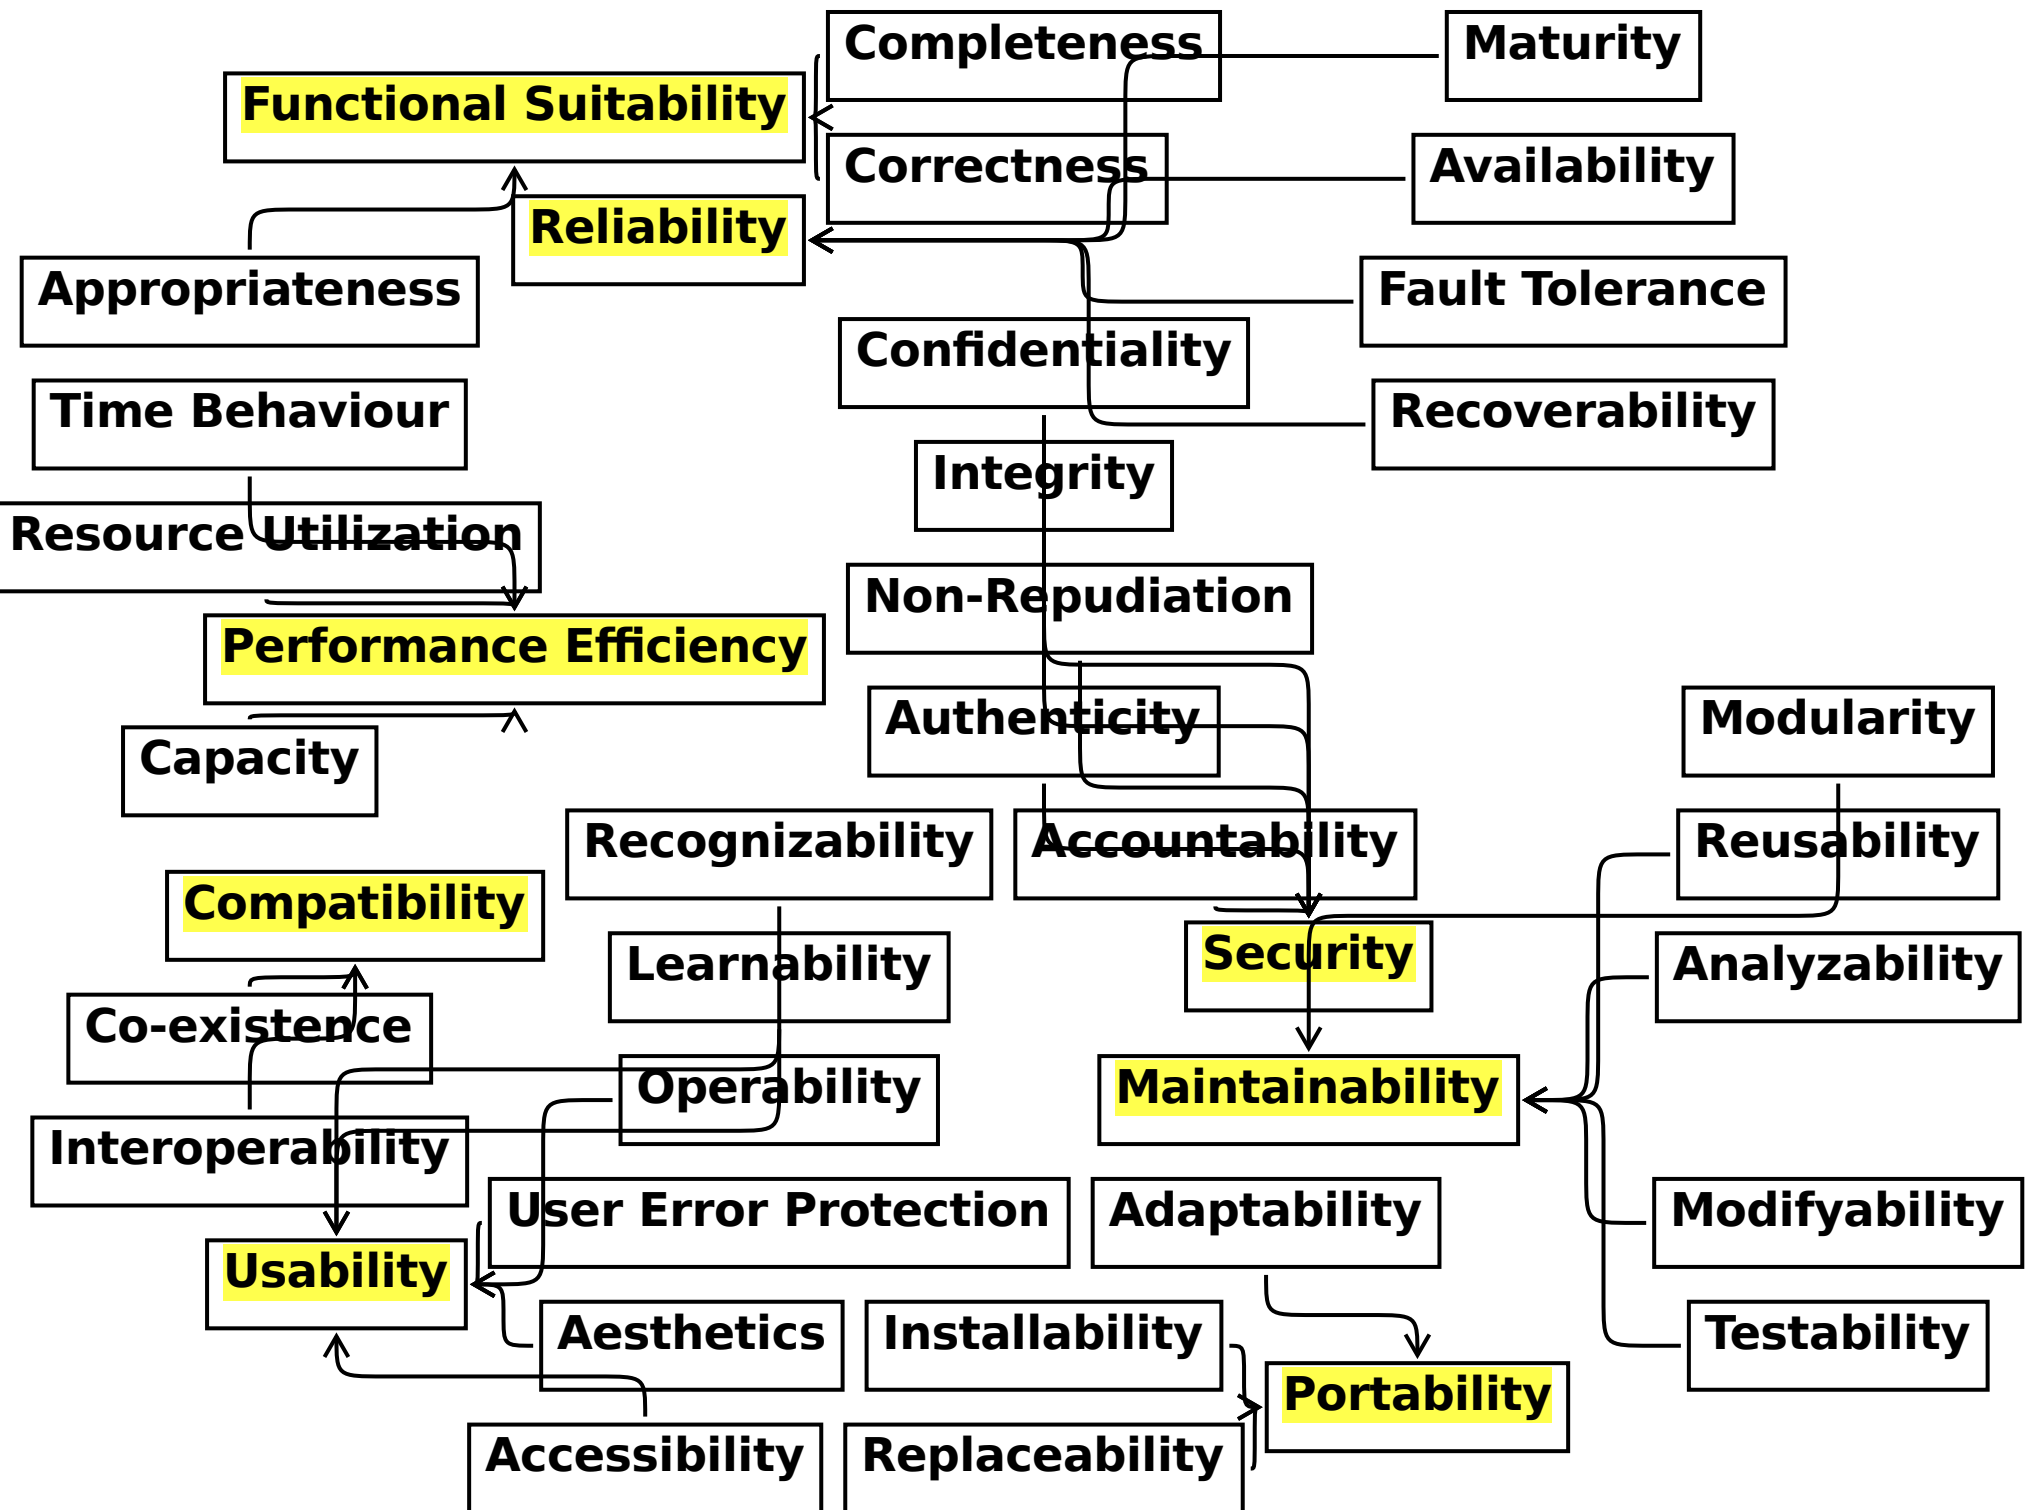 Completeness
Maturity
Functional Suitability
Correctness
Availability
Reliability
Appropriateness
Fault Tolerance
Confidentiality
Time Behaviour
Recoverability
Integrity
Resource Utilization
Non-Repudiation
Performance Efficiency
Authenticity
Modularity
Capacity
Recognizability
Accountability
Reusability
Compatibility
Learnability
Security
Analyzability
Co-existence
Operability
Maintainability
Interoperability
User Error Protection
Adaptability
Modifyability
Usability
Aesthetics
Installability
Testability
Portability
Accessibility
Replaceability